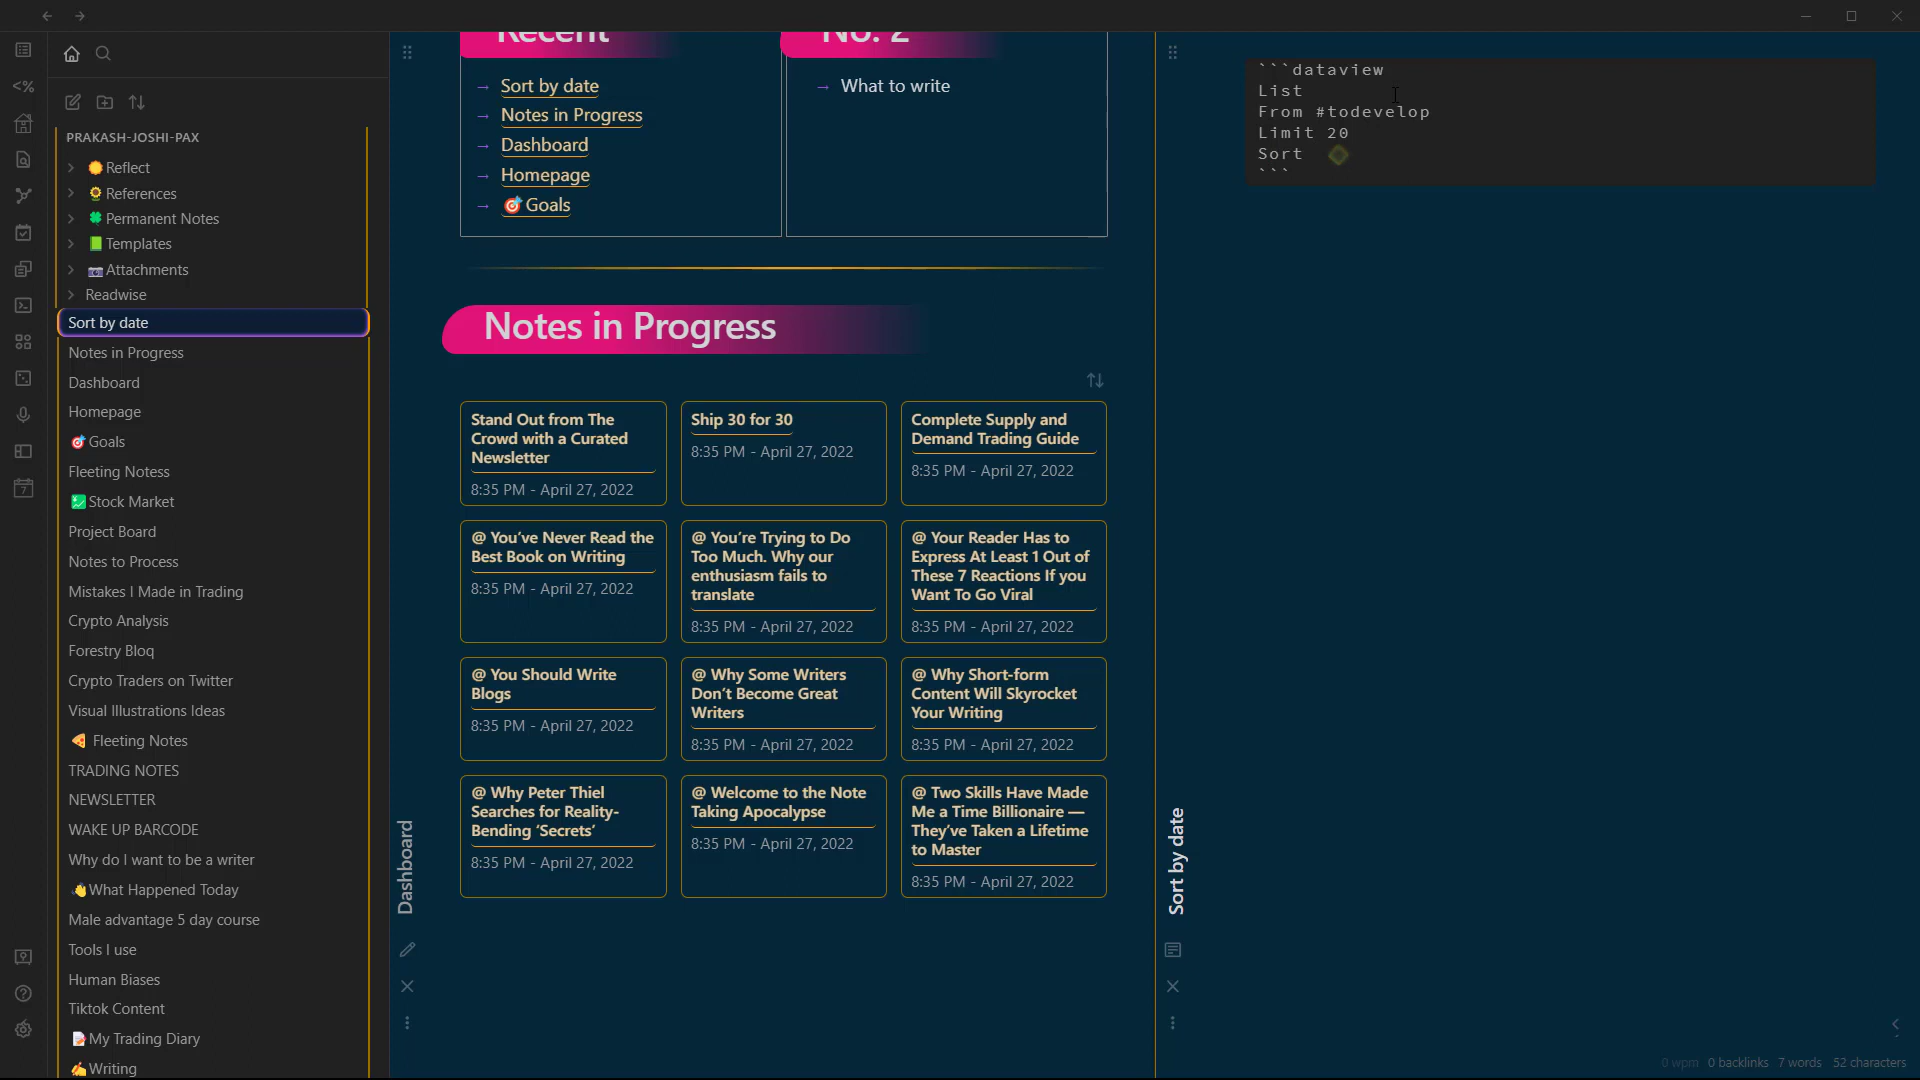 PRAKASH-JOSHI-PAX
Reflect
References
Permanent Notes
Templates
Attachments
Readwise
Sort by date
Notes in Progress
Dashboard
Homepage
Goals
Fleeting Notess
Stock Market
Project Board
Notes to Process
Mistakes I Made in Trading
Crypto Analysis
Forestry Bloq
Crypto Traders on Twitter
Visual Illustrations Ideas
Fleeting Notes
TRADING NOTES
NEWSLETTER
WAKE UP BARCODE
Why do I want to be a writer
What Happened Today
Male advantage 5 day course
Tools I use
Human Biases
Tiktok Content
My Trading Diary
Writing
Dashboard
Recent
→ Sort by date
→ Notes in Progress
→ Dashboard
→ Homepage
→ Goals
No. 2
→ What to write
Notes in Progress
Stand Out from The
Crowd with a Curated
Newsletter
8:35 PM - April 27, 2022
Ship 30 for 30
8:35 PM - April 27, 2022
Complete Supply and
Demand Trading Guide
8:35 PM - April 27, 2022
@ You've Never Read the
Best Book on Writing
8:35 PM - April 27, 2022
@ You're Trying to Do
Too Much. Why our
enthusiasm fails to
translate
8:35 PM - April 27, 2022
@ Your Reader Has to
Express At Least 1 Out of
These 7 Reactions If you
Want To Go Viral
8:35 PM - April 27, 2022
@ You Should Write
Blogs
8:35 PM - April 27, 2022
@ Why Some Writers
Don't Become Great
Writers
8:35 PM - April 27, 2022
@ Why Short-form
Content Will Skyrocket
Your Writing
8:35 PM - April 27, 2022
@ Why Peter Thiel
Searches for Reality-
Bending 'Secrets'
8:35 PM - April 27, 2022
@ Welcome to the Note
Taking Apocalypse
8:35 PM - April 27, 2022
@ Two Skills Have Made
Me a Time Billionaire —
They've Taken a Lifetime
to Master
8:35 PM - April 27, 2022
Sort by date
```dataview
List
From #todevelop
Limit 20
Sort
```
0 wpm 0 backlinks 7 words 52 characters